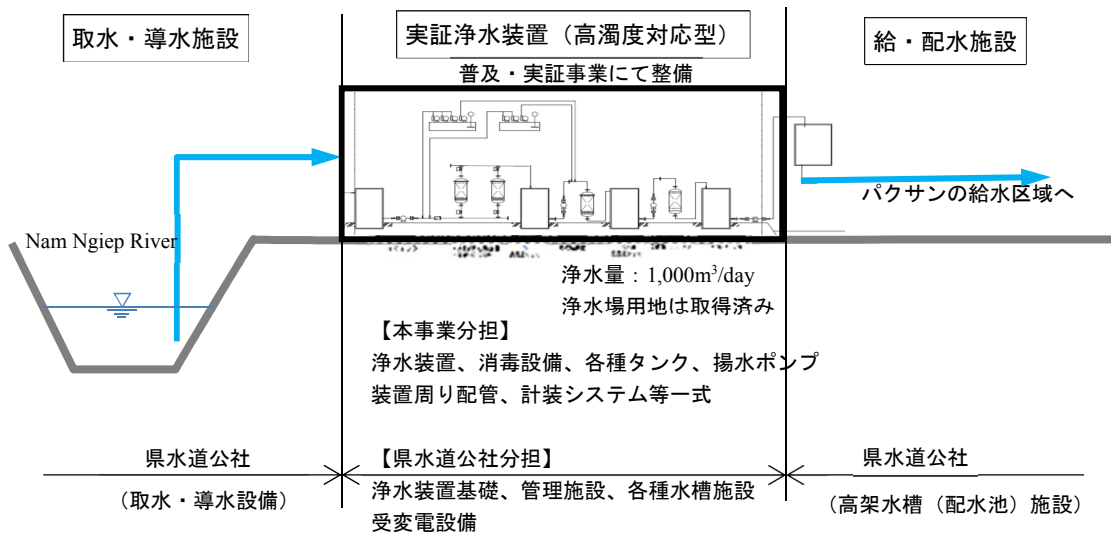 取水・導水施設
実証浄水装置（高濁度対応型）
給・配水施設
普及・実証事業にて整備
パクサンの給水区域へ
Nam Ngiep River
浄水量：1,000m³/day
浄水場用地は取得済み
【本事業分担】
浄水装置、消毒設備、各種タンク、揚水ポンプ
装置周り配管、計装システム等一式
県水道公社
（取水・導水設備）
【県水道公社分担】
浄水装置基礎、管理施設、各種水槽施設
受変電設備
県水道公社
（高架水槽（配水池）施設）